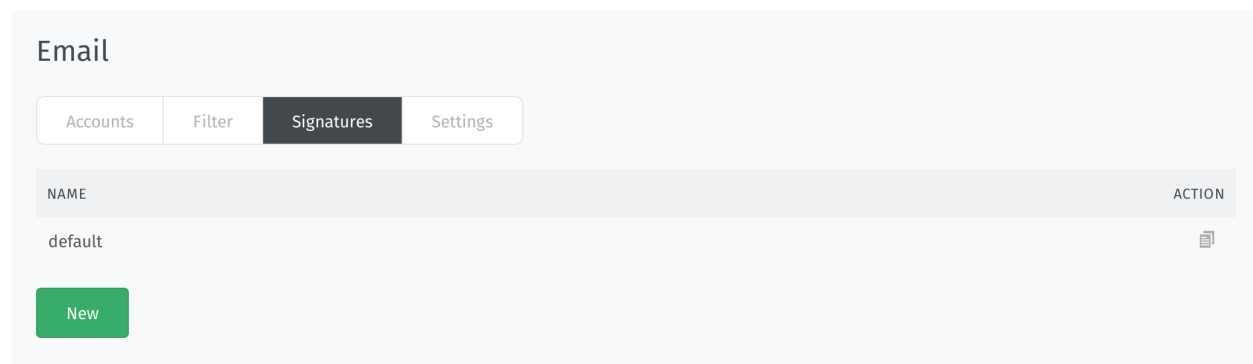 Email
Accounts Filter Signatures Settings
NAME ACTION
default
New